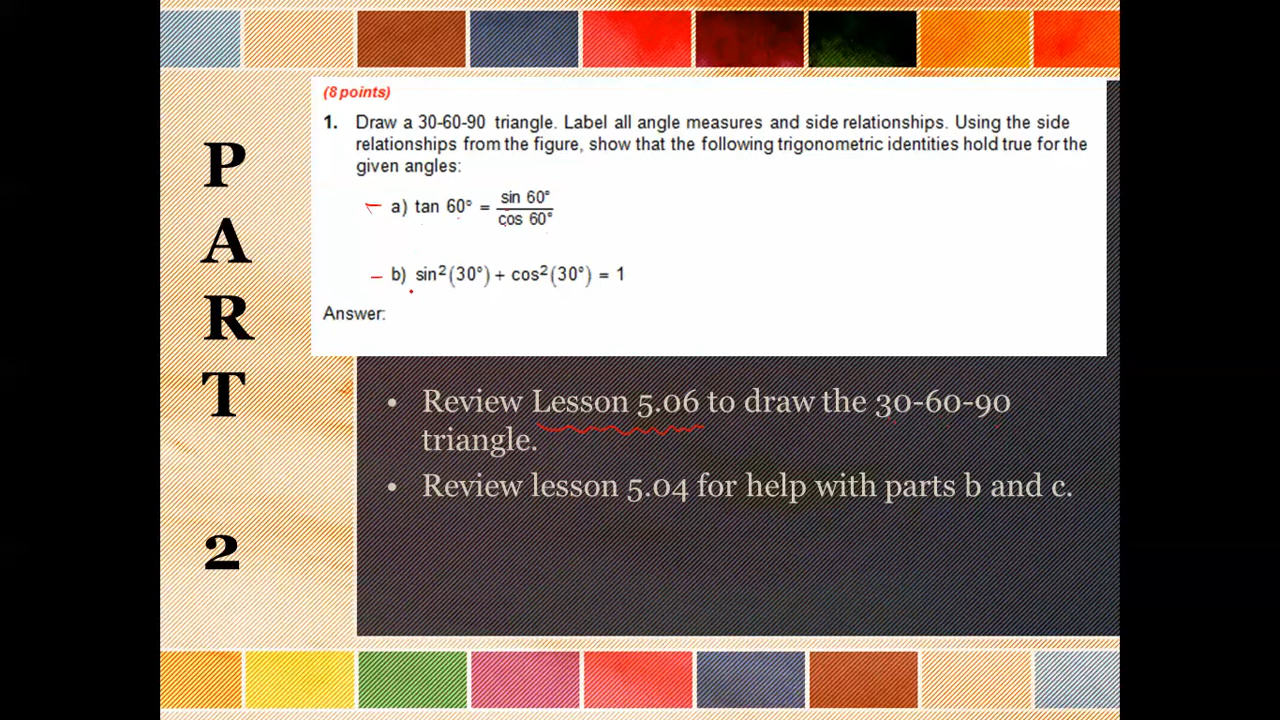 PART 2
(8 points)
1. Draw a 30-60-90 triangle. Label all angle measures and side relationships. Using the side
relationships from the figure, show that the following trigonometric identities hold true for the
given angles:
a) tan 60° = sin 60° / cos 60°
b) sin²(30°) + cos²(30°) = 1
Answer:
• Review Lesson 5.06 to draw the 30-60-90
triangle.
• Review lesson 5.04 for help with parts b and c.